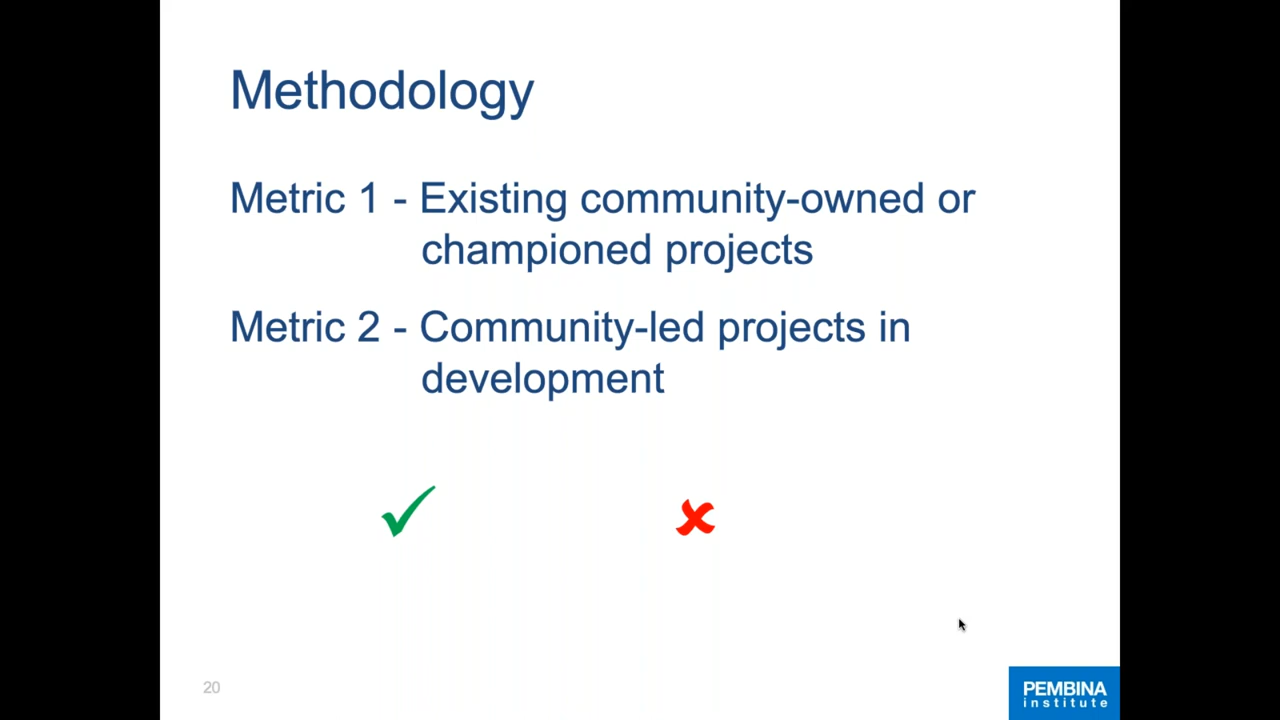 Methodology
Metric 1 - Existing community-owned or
championed projects
Metric 2 - Community-led projects in
development
20
PEMBINA
institute